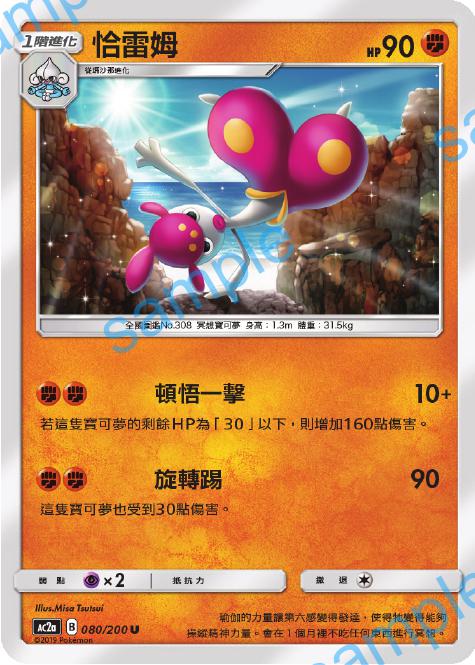 1階進化
恰雷姆
HP 90
從瑪沙那進化
全國圖鑑No.308 冥想寶可夢 身高：1.3m 體重：31.5kg
頓悟一擊 10+
若這隻寶可夢的剩餘HP為「30」以下，則增加160點傷害。
旋轉踢 90
這隻寶可夢也受到30點傷害。
弱點 ×2 抵抗力 撤退
Illus.Misa Tsutsui
AC2a B 080/200 U
©2019 Pokémon
瑜伽的力量讓第六感變得發達，使得牠變得能夠
操縱精神力量。會在1個月裡不吃任何東西進行冥想。
sample
sample
sample
sample